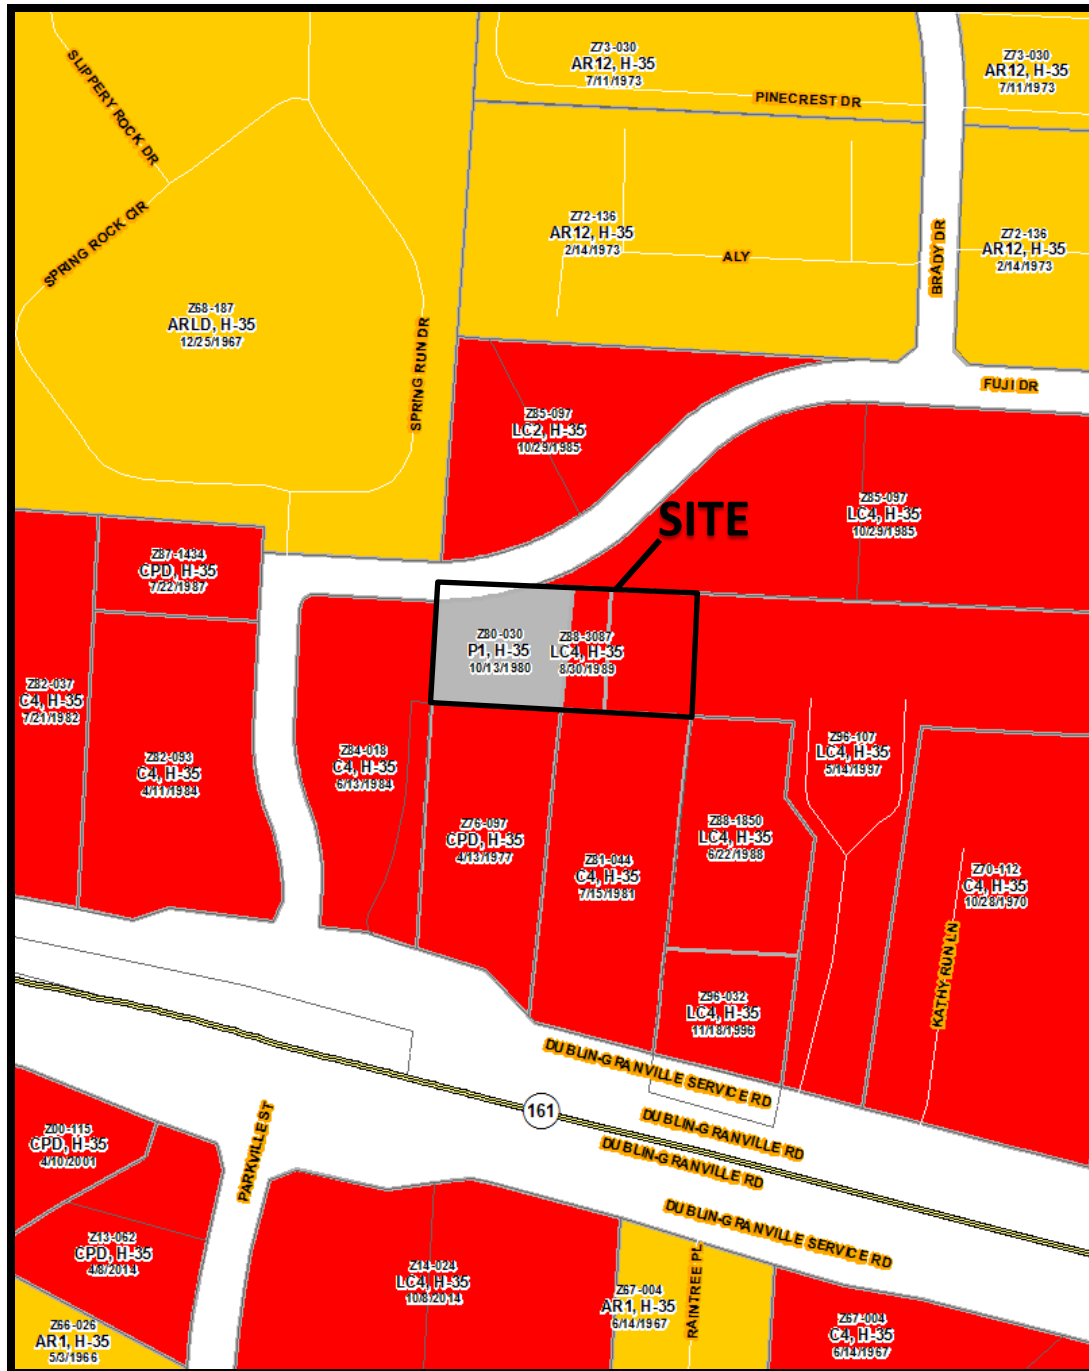 SLIPPERY ROCK DR
SPRING ROCK CIR
Z68-187
ARLD, H-35
12/25/1967
SPRING RUN DR
Z73-030
AR12, H-35
7/11/1973
PINECREST DR
Z73-030
AR12, H-35
7/11/1973
Z72-136
AR12, H-35
2/14/1973
ALY
BRADY DR
Z72-136
AR12, H-35
2/14/1973
FUJI DR
Z85-097
LC2, H-35
10/29/1985
Z85-097
LC4, H-35
10/29/1985
SITE
Z87-1434
CPD, H-35
7/22/1987
Z80-030
P1, H-35
10/13/1980
Z88-3087
LC4, H-35
8/30/1989
Z82-037
C4, H-35
7/21/1982
Z82-093
C4, H-35
4/11/1984
Z84-018
C4, H-35
6/13/1984
Z96-107
LC4, H-35
5/14/1997
Z76-097
CPD, H-35
4/13/1977
Z81-044
C4, H-35
7/15/1981
Z88-1850
LC4, H-35
6/22/1988
Z70-112
C4, H-35
10/28/1970
KATHY RUN LN
Z96-032
LC4, H-35
11/18/1996
DUBLIN-GRANVILLE SERVICE RD
161
DUBLIN-GRANVILLE RD
DUBLIN-GRANVILLE RD
DUBLIN-GRANVILLE SERVICE RD
Z00-115
CPD, H-35
4/10/2001
PARKVILLE ST
Z13-062
CPD, H-35
4/8/2014
Z14-024
LC4, H-35
10/8/2014
Z67-004
AR1, H-35
6/14/1967
RAINTREE PL
Z66-026
AR1, H-35
5/3/1966
Z67-004
C4, H-35
6/14/1967